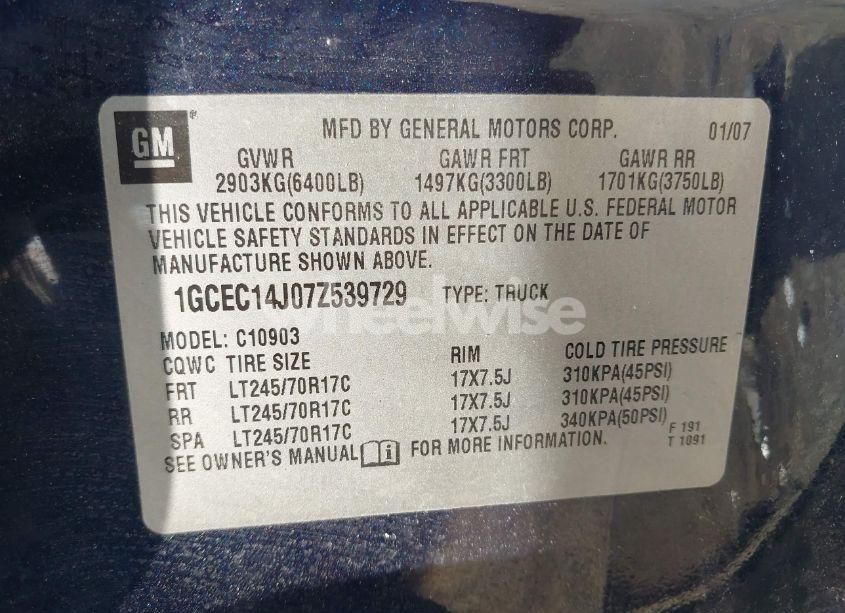 GM
MFD BY GENERAL MOTORS CORP. 01/07
GVWR GAWR FRT GAWR RR
2903KG(6400LB) 1497KG(3300LB) 1701KG(3750LB)
THIS VEHICLE CONFORMS TO ALL APPLICABLE U.S. FEDERAL MOTOR
VEHICLE SAFETY STANDARDS IN EFFECT ON THE DATE OF
MANUFACTURE SHOWN ABOVE.
1GCEC14J07Z539729 TYPE: TRUCK
wheelwise
MODEL: C10903
CQWC TIRE SIZE RIM COLD TIRE PRESSURE
FRT LT245/70R17C 17X7.5J 310KPA(45PSI)
RR LT245/70R17C 17X7.5J 310KPA(45PSI)
SPA LT245/70R17C 17X7.5J 340KPA(50PSI)
SEE OWNER'S MANUAL FOR MORE INFORMATION.
F 191
T 1091